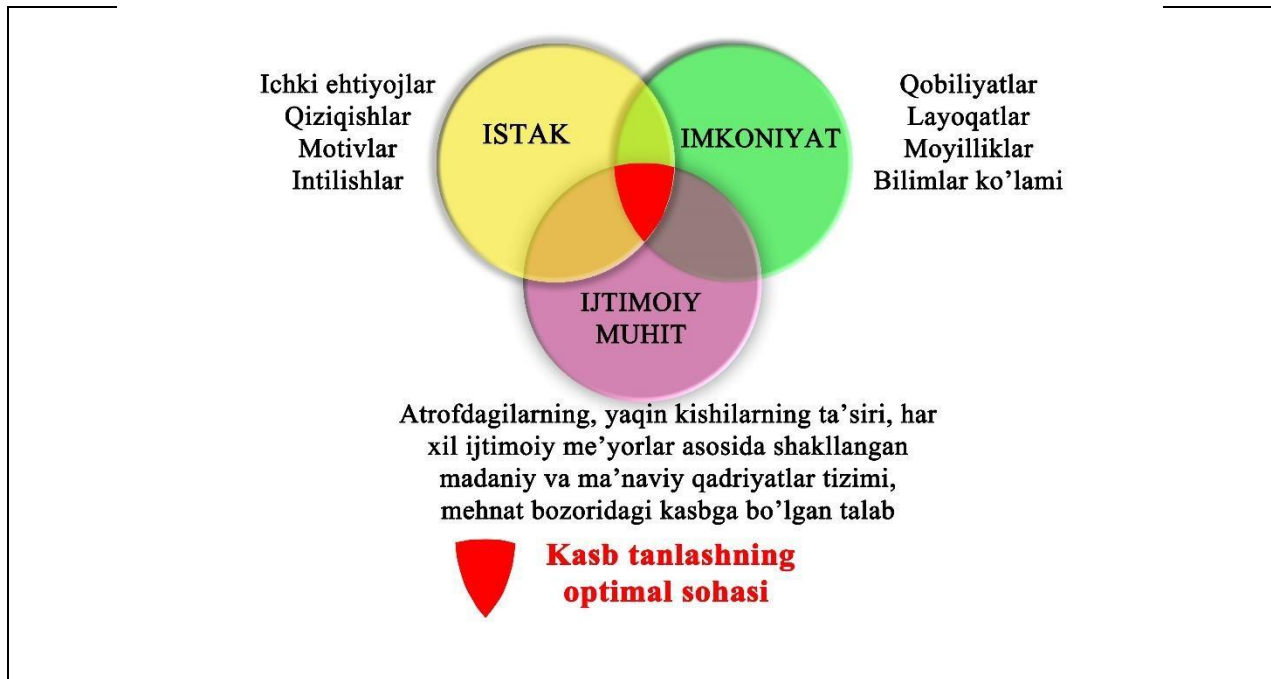 Ichki ehtiyojlar
Qiziqishlar
Motivlar
Intilishlar
ISTAK
IMKONIYAT
Qobiliyatlar
Layoqatlar
Moyilliklar
Bilimlar ko’lami
IJTIMOIY
MUHIT
Atrofdagilarning, yaqin kishilarning ta’siri, har
xil ijtimoiy me’yorlar asosida shakllangan
madaniy va ma’naviy qadriyatlar tizimi,
mehnat bozoridagi kasbga bo’lgan talab
Kasb tanlashning
optimal sohasi